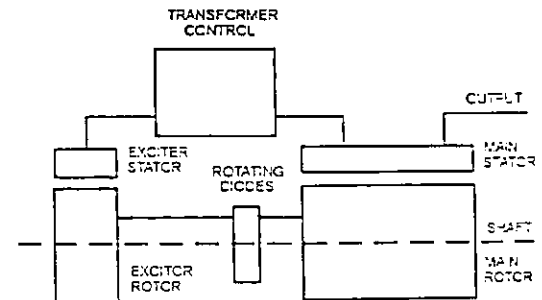 TRANSFORMER
CONTROL
OUTPUT
EXCITER
STATOR
ROTATING
DIODES
MAIN
STATOR
SHAFT
EXCITOR
ROTOR
MAIN
ROTOR